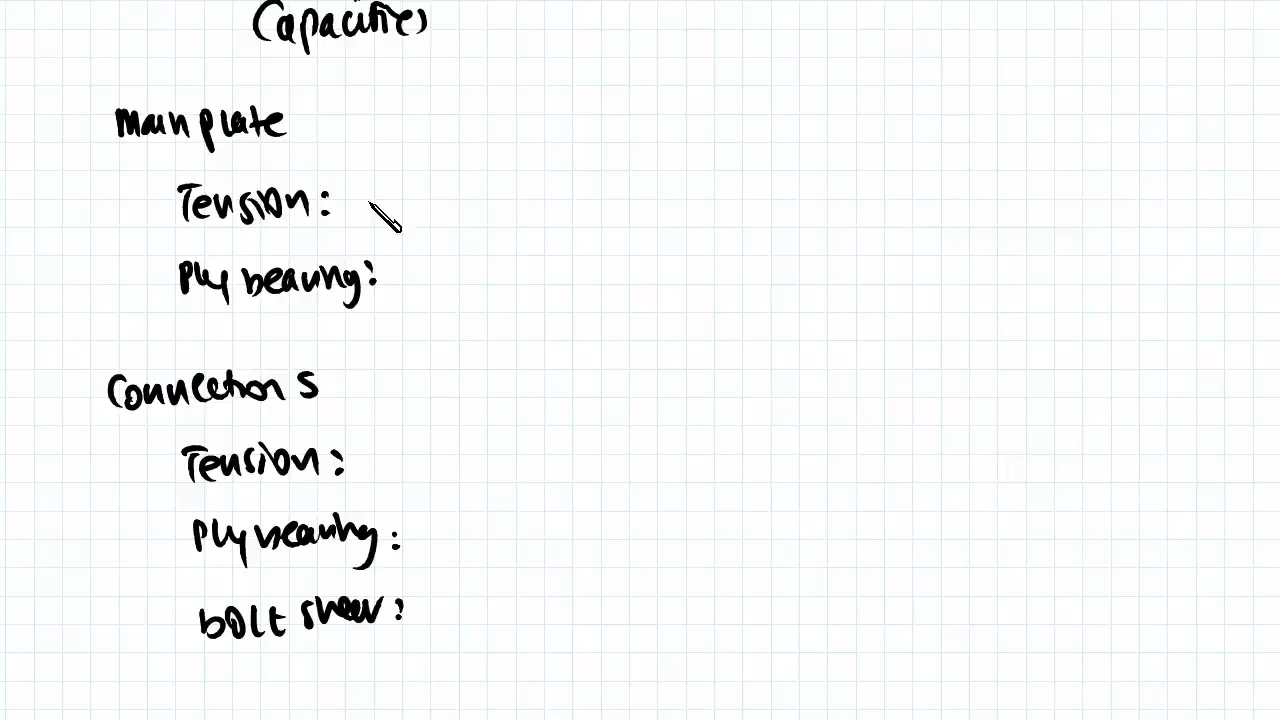 Capacities
Main plate
Tension:
Ply bearing:
Connections
Tension:
Ply bearing:
bolt shear: